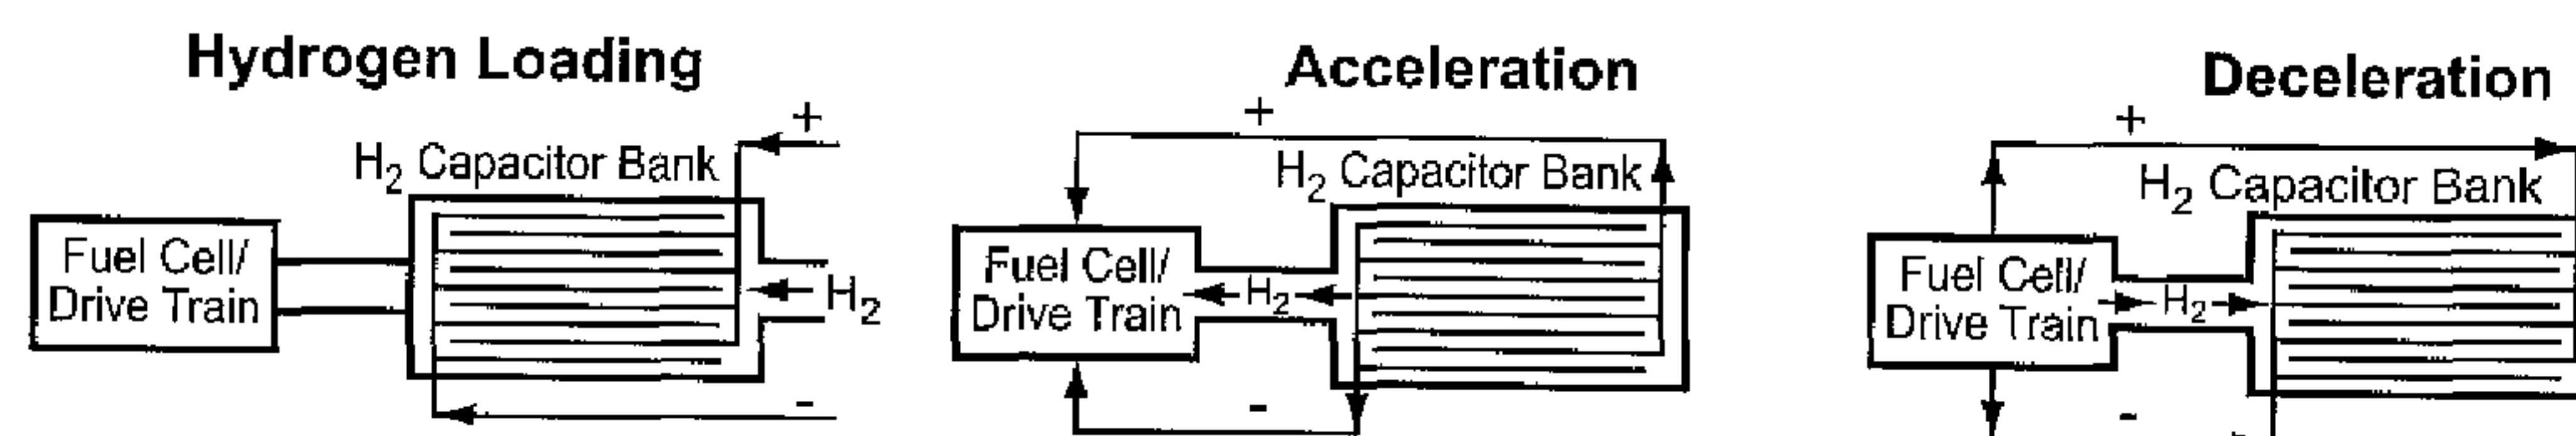 Hydrogen Loading
+
H₂ Capacitor Bank
Fuel Cell/
Drive Train
H₂
-
Acceleration
+
H₂ Capacitor Bank
Fuel Cell/
Drive Train
H₂
-
Deceleration
+
H₂ Capacitor Bank
Fuel Cell/
Drive Train
H₂
-